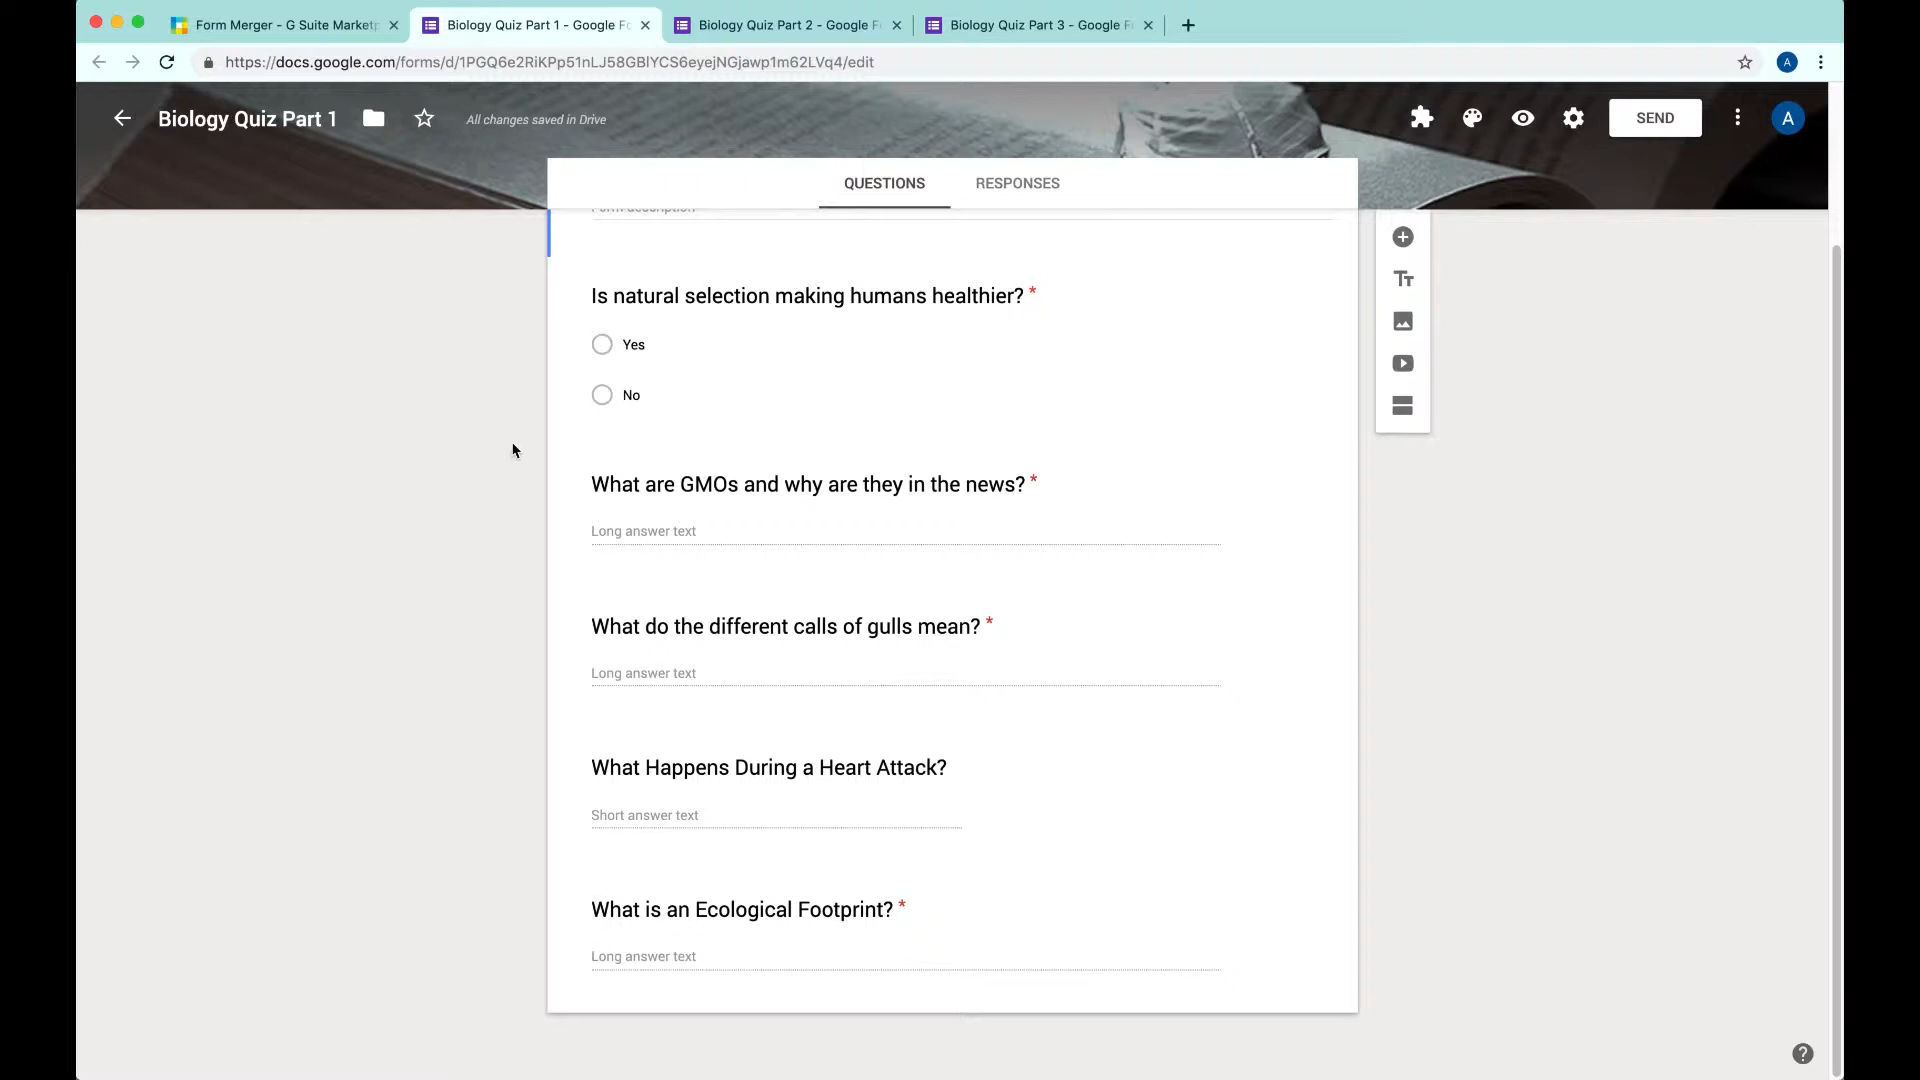 Form Merger - G Suite Marketp
Biology Quiz Part 1 - Google Fo
Biology Quiz Part 2 - Google F
Biology Quiz Part 3 - Google F
https://docs.google.com/forms/d/1PGQ6e2RiKPp51nLJ58GBlYCS6eyejNGjawp1m62LVq4/edit
A
Biology Quiz Part 1
All changes saved in Drive
SEND
A
QUESTIONS
RESPONSES
Form description
Is natural selection making humans healthier? *
Yes
No
What are GMOs and why are they in the news? *
Long answer text
What do the different calls of gulls mean? *
Long answer text
What Happens During a Heart Attack?
Short answer text
What is an Ecological Footprint? *
Long answer text